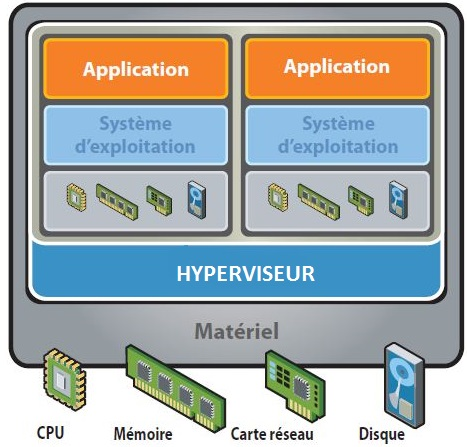 Application
Système
d'exploitation
Application
Système
d'exploitation
HYPERVISEUR
Matériel
CPU
Mémoire
Carte réseau
Disque